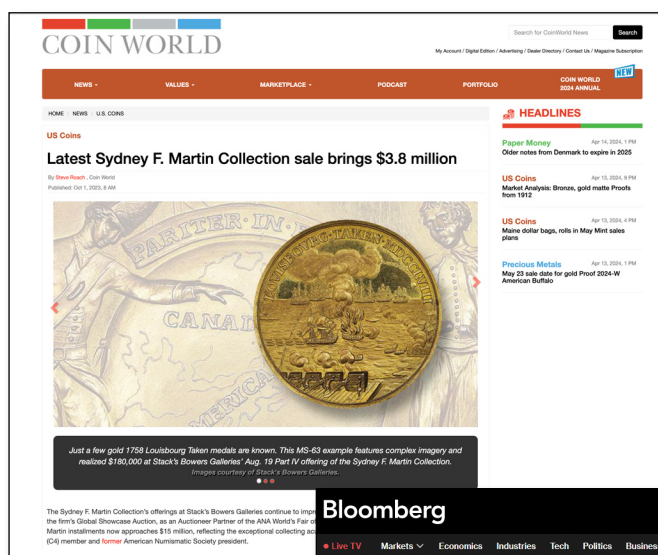 COIN WORLD
Search for CoinWorld News
Search
My Account / Digital Edition / Advertising / Dealer Directory / Contact Us / Magazine Subscription
NEWS
VALUES
MARKETPLACE
PODCAST
PORTFOLIO
COIN WORLD
2024 ANNUAL
NEW
HOME NEWS U.S. COINS
US Coins
Latest Sydney F. Martin Collection sale brings $3.8 million
By Steve Roach , Coin World
Published: Oct 1, 2023, 8 AM
PARITER · IN
CANADA
AMERICA
LOUISBOURG · TAKEN · MDCCLVIII
Just a few gold 1758 Louisbourg Taken medals are known. This MS-63 example features complex imagery and
realized $180,000 at Stack's Bowers Galleries' Aug. 19 Part IV offering of the Sydney F. Martin Collection.
Images courtesy of Stack's Bowers Galleries.
The Sydney F. Martin Collection's offerings at Stack's Bowers Galleries continue to impr
the firm's Global Showcase Auction, as an Auctioneer Partner of the ANA World's Fair of
Martin installments now approaches $15 million, reflecting the exceptional collecting ac
(C4) member and former American Numismatic Society president.
HEADLINES
Paper Money Apr 14, 2024, 1 PM
Older notes from Denmark to expire in 2025
US Coins Apr 13, 2024, 9 PM
Market Analysis: Bronze, gold matte Proofs
from 1912
US Coins Apr 13, 2024, 4 PM
Maine dollar bags, rolls in May Mint sales
plans
Precious Metals Apr 13, 2024, 1 PM
May 23 sale date for gold Proof 2024-W
American Buffalo
Bloomberg
Live TV Markets Economics Industries Tech Politics Busines